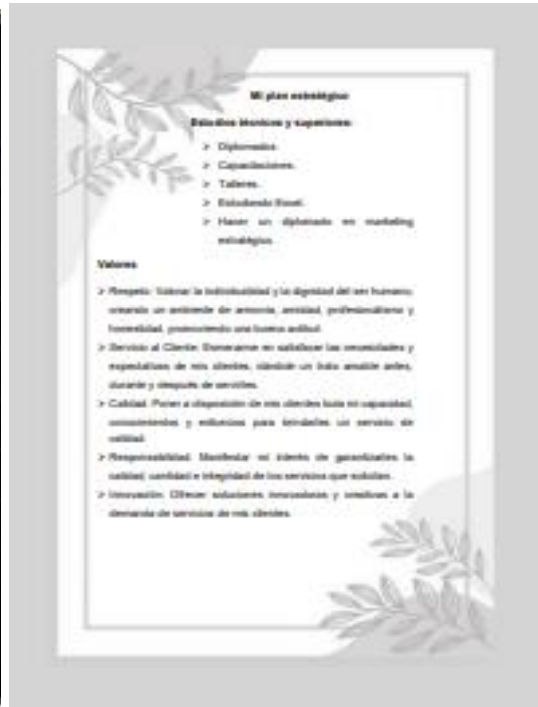 Mi plan estratégico
Estudios técnicos y superiores:
➢ Diplomados.
➢ Capacitaciones.
➢ Talleres.
➢ Estudiando Excel.
➢ Hacer un diplomado en marketing
estratégico.
Valores
➢ Respeto: Valorar la individualidad y la dignidad del ser humano,
creando un ambiente de armonía, amistad, profesionalismo y
honestidad, promoviendo una buena actitud.
➢ Servicio al Cliente: Esmerarme en satisfacer las necesidades y
expectativas de mis clientes, dándole un trato amable antes,
durante y después de servirles.
➢ Calidad: Poner a disposición de mis clientes toda mi capacidad,
conocimientos y esfuerzos para brindarles un servicio de
calidad.
➢ Responsabilidad: Manifestar mi interés de garantizarles la
calidad, cantidad e integridad de los servicios que solicitan.
➢ Innovación: Ofrecer soluciones innovadoras y creativas a la
demanda de servicios de mis clientes.